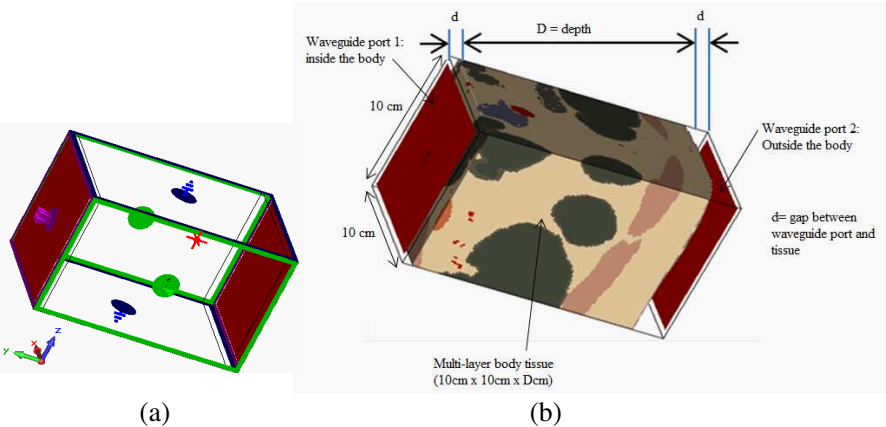 d
d
D = depth
Waveguide port 1:
inside the body
10 cm
10 cm
Waveguide port 2:
Outside the body
d= gap between
waveguide port and
tissue
Multi-layer body tissue
(10cm x 10cm x Dcm)
y
x
z
(a)
(b)